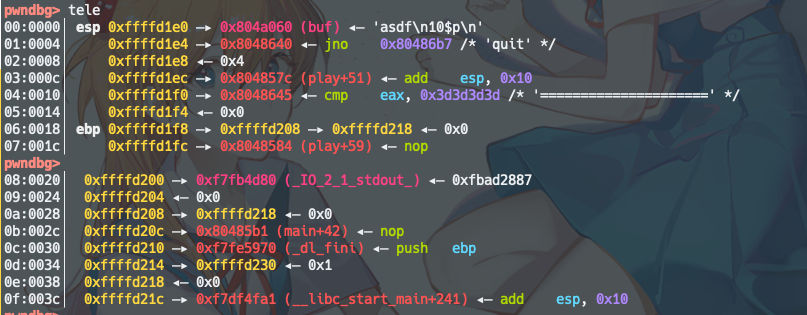 pwndbg> tele
00:0000│ esp 0xffffd1e0 —▸ 0x804a060 (buf) ◂— 'asdf\n10$p\n'
01:0004│     0xffffd1e4 —▸ 0x8048640 ◂— jno    0x80486b7 /* 'quit' */
02:0008│     0xffffd1e8 ◂— 0x4
03:000c│     0xffffd1ec —▸ 0x804857c (play+51) ◂— add    esp, 0x10
04:0010│     0xffffd1f0 —▸ 0x8048645 ◂— cmp    eax, 0x3d3d3d3d /* '=====================' */
05:0014│     0xffffd1f4 ◂— 0x0
06:0018│ ebp 0xffffd1f8 —▸ 0xffffd208 —▸ 0xffffd218 ◂— 0x0
07:001c│     0xffffd1fc —▸ 0x8048584 (play+59) ◂— nop
pwndbg>
08:0020│  0xffffd200 —▸ 0xf7fb4d80 (_IO_2_1_stdout_) ◂— 0xfbad2887
09:0024│  0xffffd204 ◂— 0x0
0a:0028│  0xffffd208 —▸ 0xffffd218 ◂— 0x0
0b:002c│  0xffffd20c —▸ 0x80485b1 (main+42) ◂— nop
0c:0030│  0xffffd210 —▸ 0xf7fe5970 (_dl_fini) ◂— push   ebp
0d:0034│  0xffffd214 —▸ 0xffffd230 ◂— 0x1
0e:0038│  0xffffd218 ◂— 0x0
0f:003c│  0xffffd21c —▸ 0xf7df4fa1 (__libc_start_main+241) ◂— add    esp, 0x10